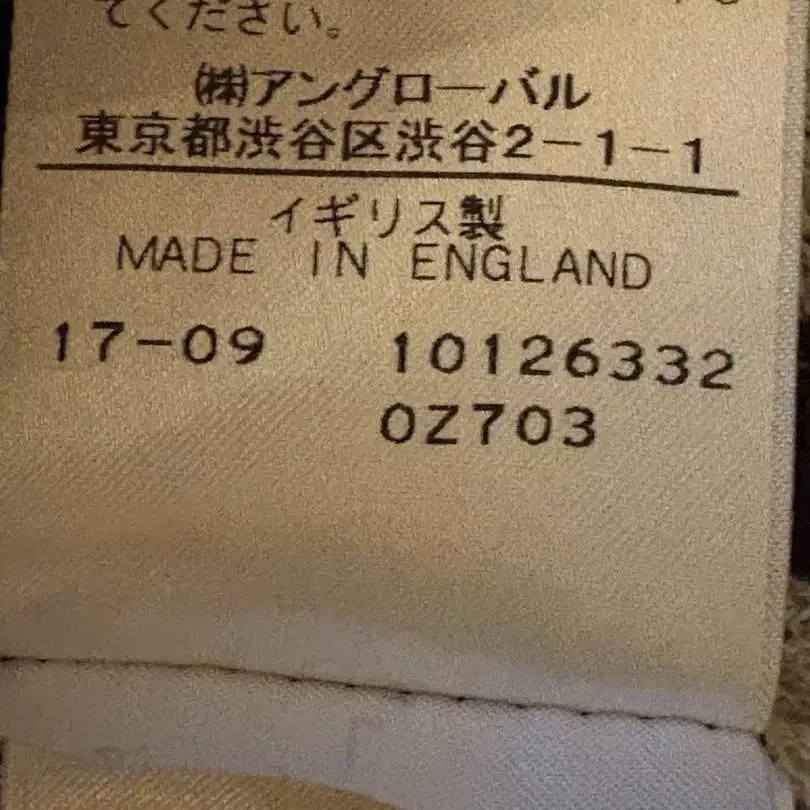 てください。
㈱アングローバル
東京都渋谷区渋谷2-1-1
イギリス製
MADE IN ENGLAND
17-09 10126332
0Z703